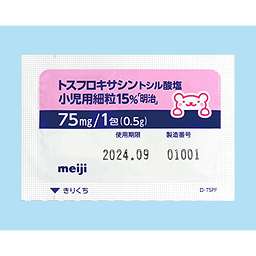 トスフロキサシントシル酸塩
小児用細粒15%「明治」
75mg/1包(0.5g)
使用期限 製造番号
2024.09 01001
meiji
▼きりくち D-TSPF